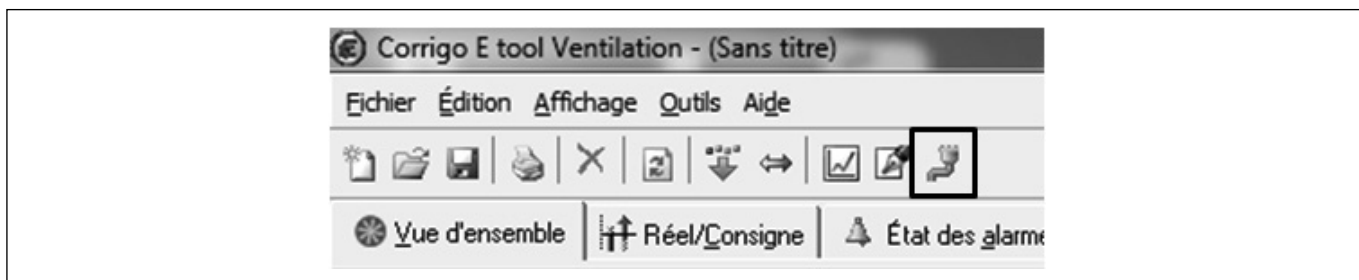 Corrigo E tool Ventilation - (Sans titre)
Fichier Édition Affichage Outils Aide
Vue d'ensemble Réel/Consigne État des alarme